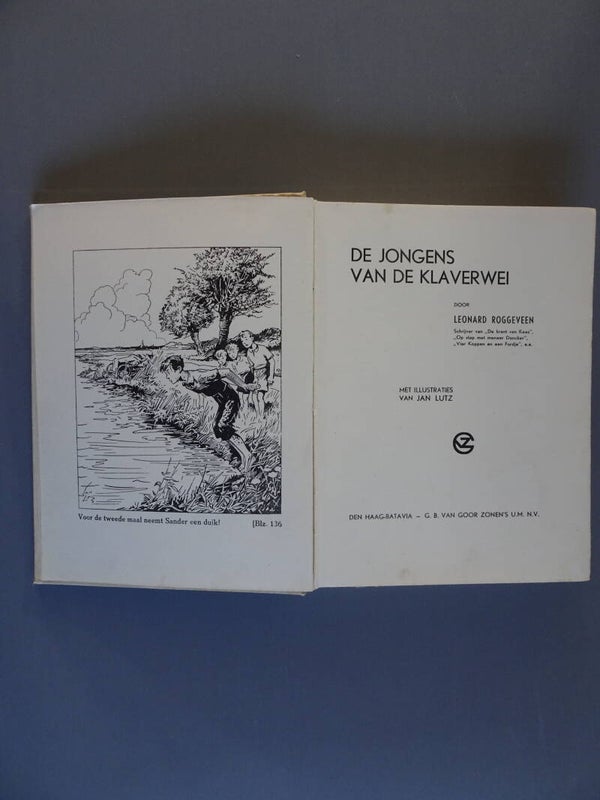 Voor de tweede maal neemt Sander een duik! [Blz. 136
DE JONGENS
VAN DE KLAVERWEI
DOOR
LEONARD ROGGEVEEN
Schrijver van „De krant van Kees",
„Op stap met meneer Dancker",
„Vier Koppen en een Fordje", e.a.
MET ILLUSTRATIES
VAN JAN LUTZ
DEN HAAG-BATAVIA – G. B. VAN GOOR ZONEN'S U.M. N.V.